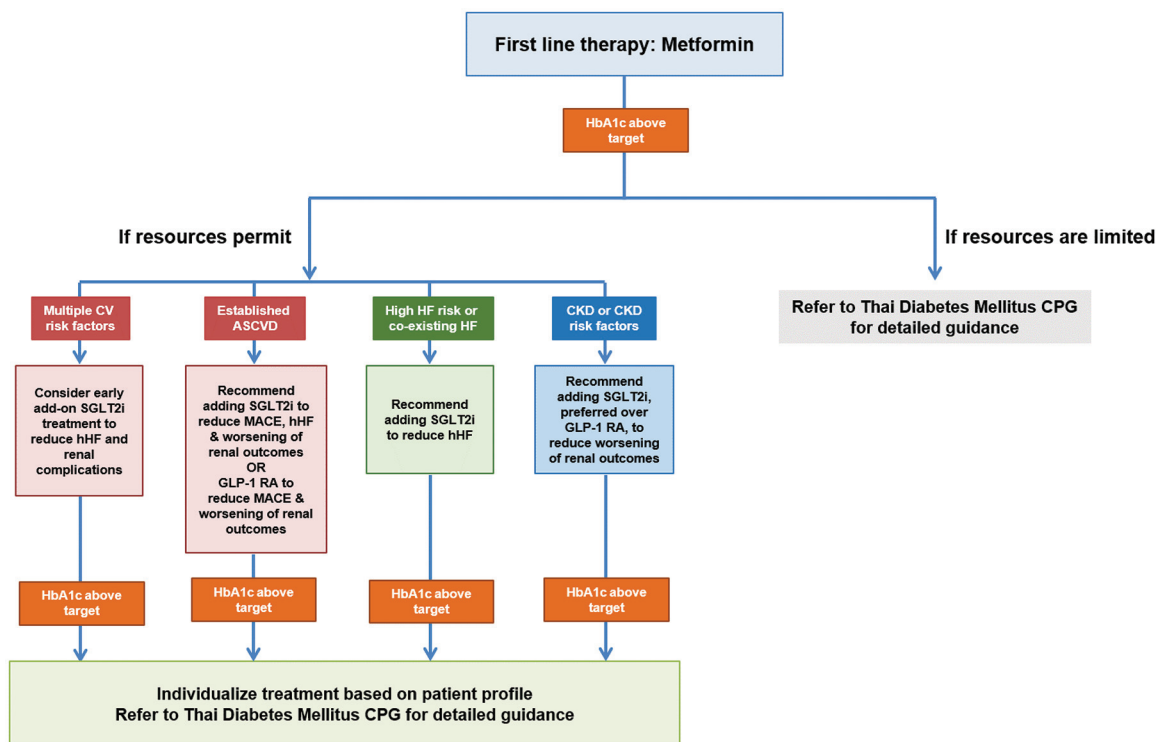 First line therapy: Metformin
HbA1c above
target
If resources permit
If resources are limited
Multiple CV
risk factors
Established
ASCVD
High HF risk or
co-existing HF
CKD or CKD
risk factors
Refer to Thai Diabetes Mellitus CPG
for detailed guidance
Consider early
add-on SGLT2i
treatment to
reduce hHF and
renal
complications
Recommend
adding SGLT2i to
reduce MACE, hHF
& worsening of
renal outcomes
OR
GLP-1 RA to
reduce MACE &
worsening of renal
outcomes
Recommend
adding SGLT2i
to reduce hHF
Recommend
adding SGLT2i,
preferred over
GLP-1 RA, to
reduce worsening
of renal outcomes
HbA1c above
target
HbA1c above
target
HbA1c above
target
HbA1c above
target
Individualize treatment based on patient profile
Refer to Thai Diabetes Mellitus CPG for detailed guidance